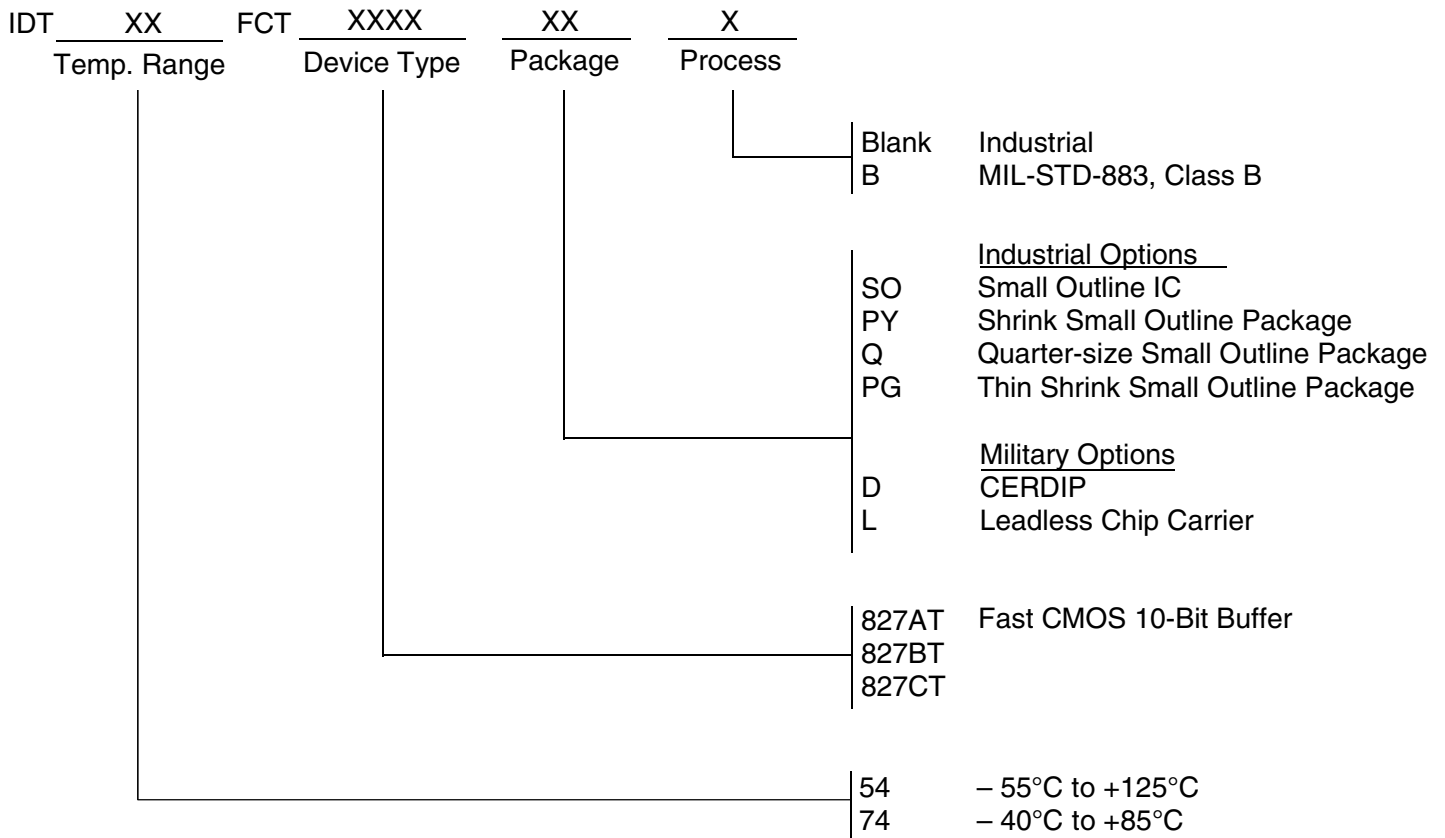 IDT XX FCT XXXX XX X
Temp. Range Device Type Package Process
Blank Industrial
B MIL-STD-883, Class B
Industrial Options
SO Small Outline IC
PY Shrink Small Outline Package
Q Quarter-size Small Outline Package
PG Thin Shrink Small Outline Package
Military Options
D CERDIP
L Leadless Chip Carrier
827AT Fast CMOS 10-Bit Buffer
827BT
827CT
54 – 55°C to +125°C
74 – 40°C to +85°C